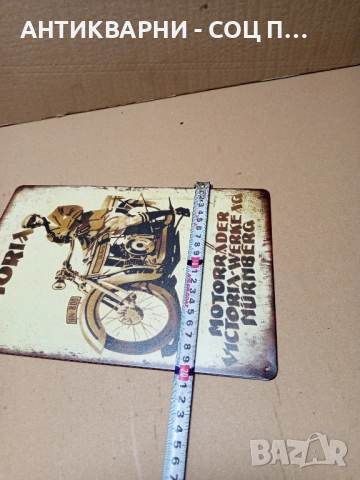 АНТИКВАРНИ - СОЦ П...
TORIA
MOTORRÄDER
VICTORIA-WERKE AG
NÜRNBERG
BAZAR